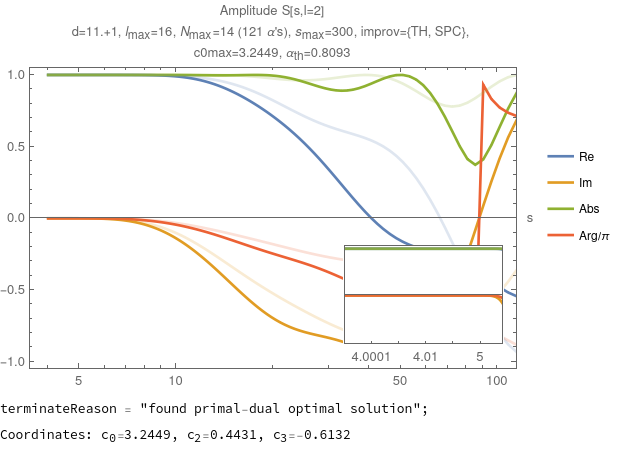 Amplitude S[s,l=2]
d=11.+1, lmax=16, Nmax=14 (121 α's), smax=300, improv={TH, SPC},
c0max=3.2449, αth=0.8093
1.0
0.5
0.0
-0.5
-1.0
s
Re
Im
Abs
Arg/π
4.0001 4.01 5
5 10 50 100
terminateReason = "found primal-dual optimal solution";
Coordinates: c0=3.2449, c2=0.4431, c3=-0.6132